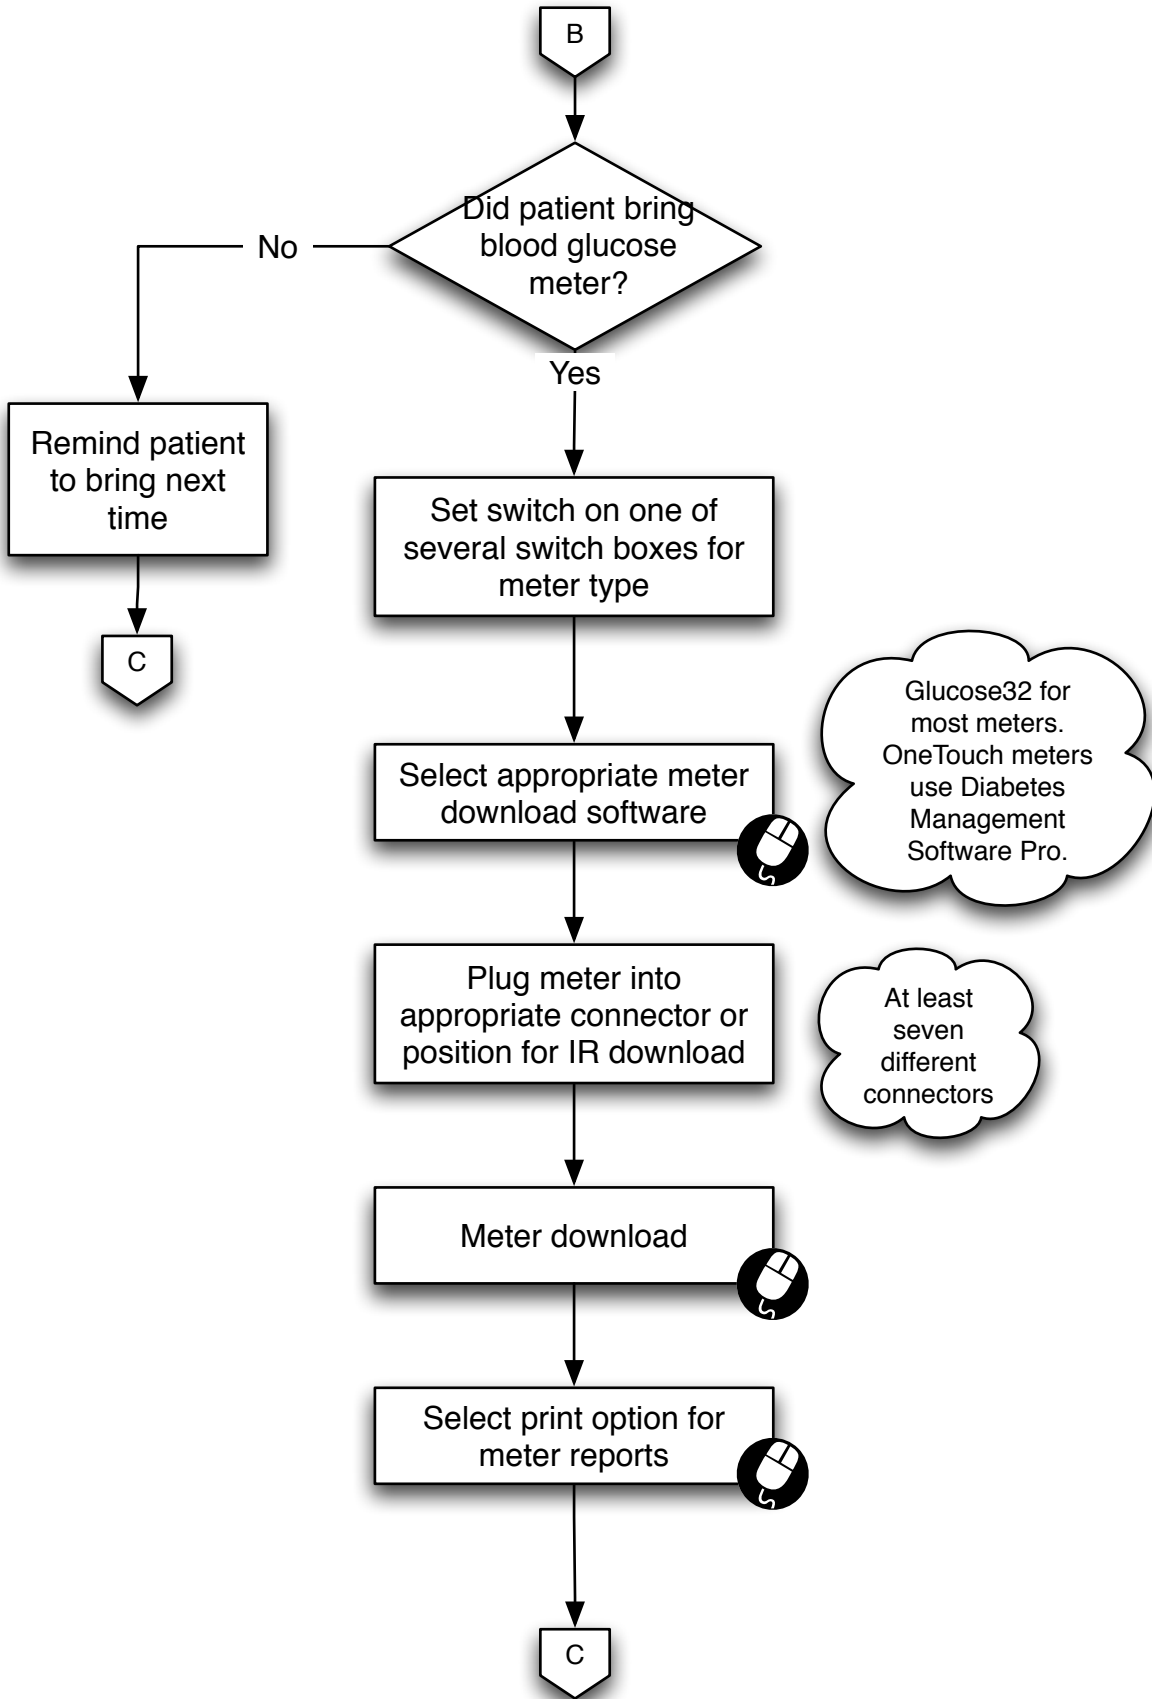 B
Did patient bring
blood glucose
meter?
No
Yes
Remind patient
to bring next
time
C
Set switch on one of
several switch boxes for
meter type
Select appropriate meter
download software
Glucose32 for
most meters.
OneTouch meters
use Diabetes
Management
Software Pro.
Plug meter into
appropriate connector or
position for IR download
At least
seven
different
connectors
Meter download
Select print option for
meter reports
C